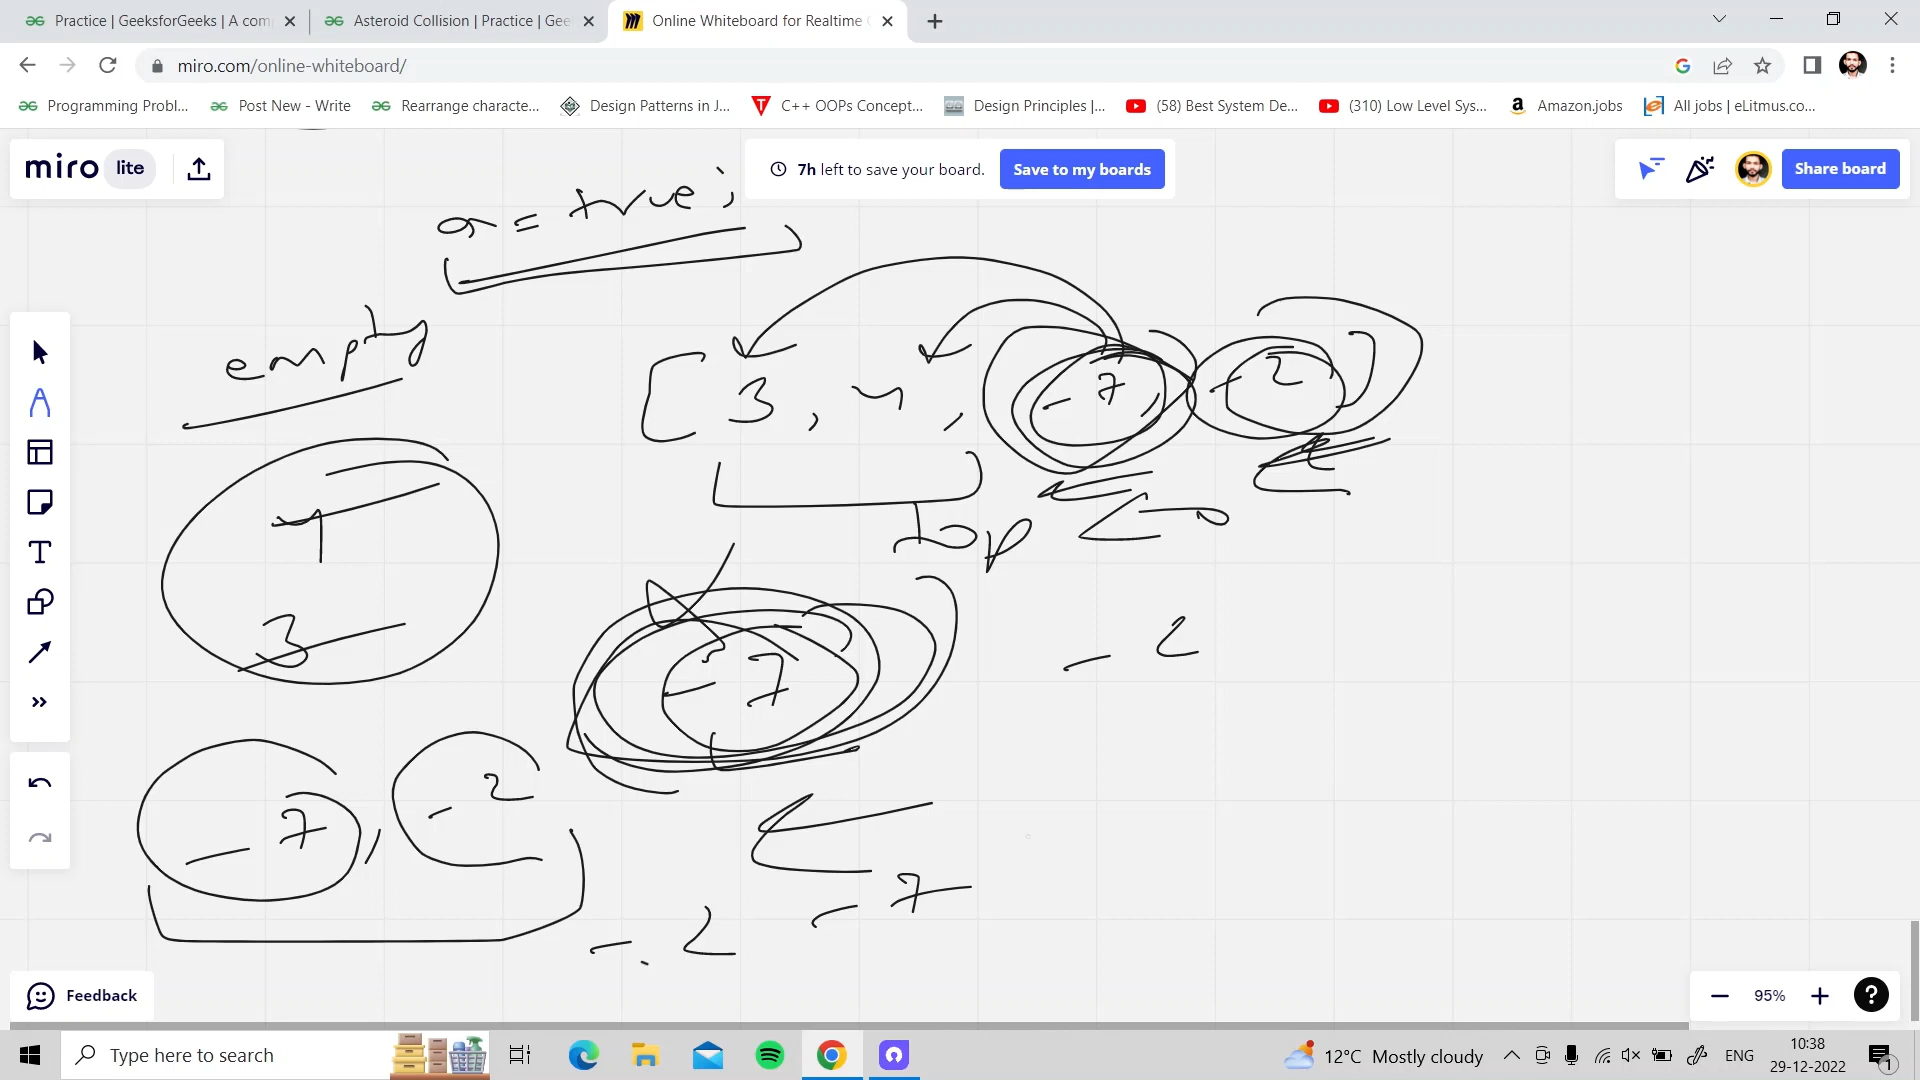 Practice | GeeksforGeeks | A com
Asteroid Collision | Practice | Gee
Online Whiteboard for Realtime C
miro.com/online-whiteboard/
Programming Probl...
Post New - Write
Rearrange characte...
Design Patterns in J...
C++ OOPs Concept...
Design Principles |...
(58) Best System De...
(310) Low Level Sys...
Amazon.jobs
All jobs | eLitmus.co...
miro lite
7h left to save your board.
Save to my boards
Share board
= true;
empty
[ 3, 4, -7, -2 ]
4
top < 0
3
-7
-2
-7, -2
-7
-2
Feedback
95%
Type here to search
12°C Mostly cloudy
ENG
10:38
29-12-2022
1